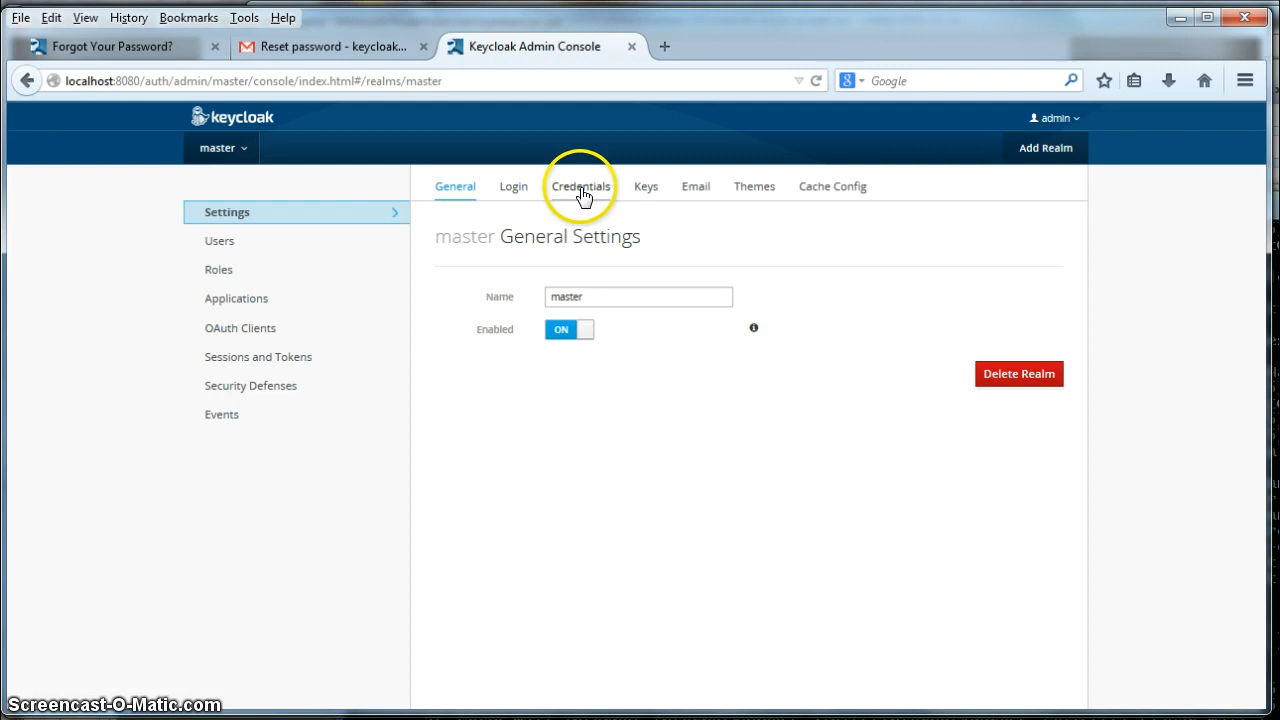 File Edit View History Bookmarks Tools Help
Forgot Your Password? Reset password - keycloak... Keycloak Admin Console
localhost:8080/auth/admin/master/console/index.html#/realms/master Google
keycloak admin
master Add Realm
General Login Credentials Keys Email Themes Cache Config
Settings
Users
Roles
Applications
OAuth Clients
Sessions and Tokens
Security Defenses
Events
master General Settings
Name master
Enabled ON
Delete Realm
Screencast-O-Matic.com